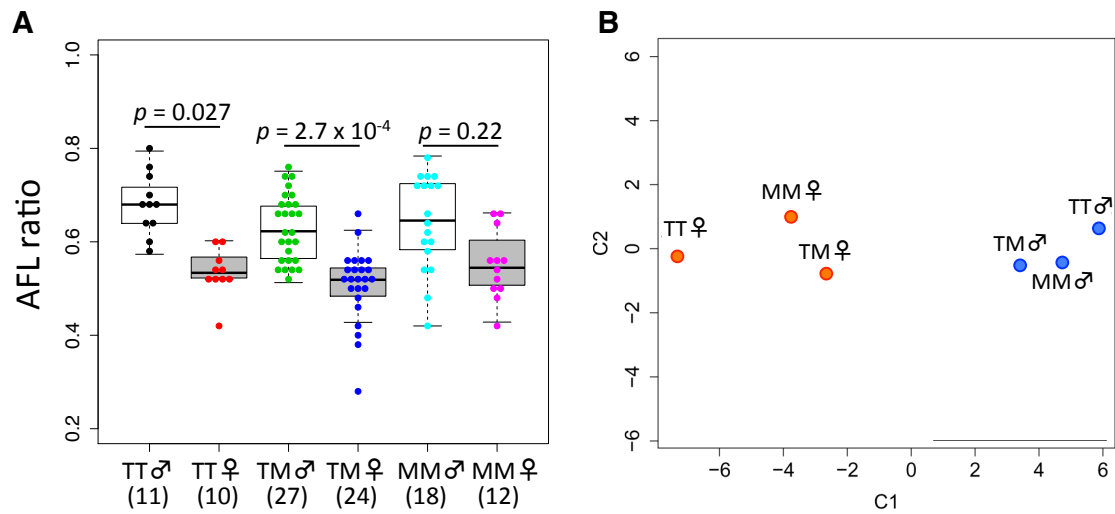 A
AFL ratio
1.0
0.8
0.6
0.4
0.2
p = 0.027
p = 2.7 x 10⁻⁴
p = 0.22
TT♂ TT♀ TM♂ TM♀ MM♂ MM♀
(11) (10) (27) (24) (18) (12)
B
C2
6
4
2
0
−2
−4
−6
TT♀
MM♀
TM♀
TM♂
MM♂
TT♂
−6 −4 −2 0 2 4 6
C1